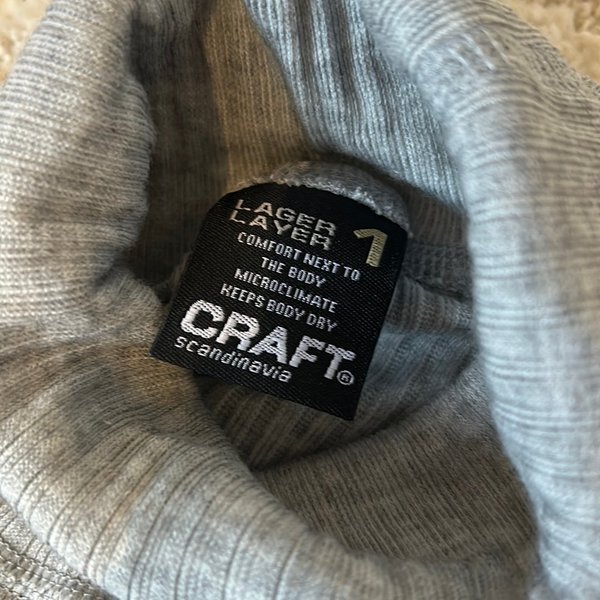 LAGER 1
LAYER
COMFORT NEXT TO
THE BODY
MICROCLIMATE
KEEPS BODY DRY
CRAFT®
scandinavia